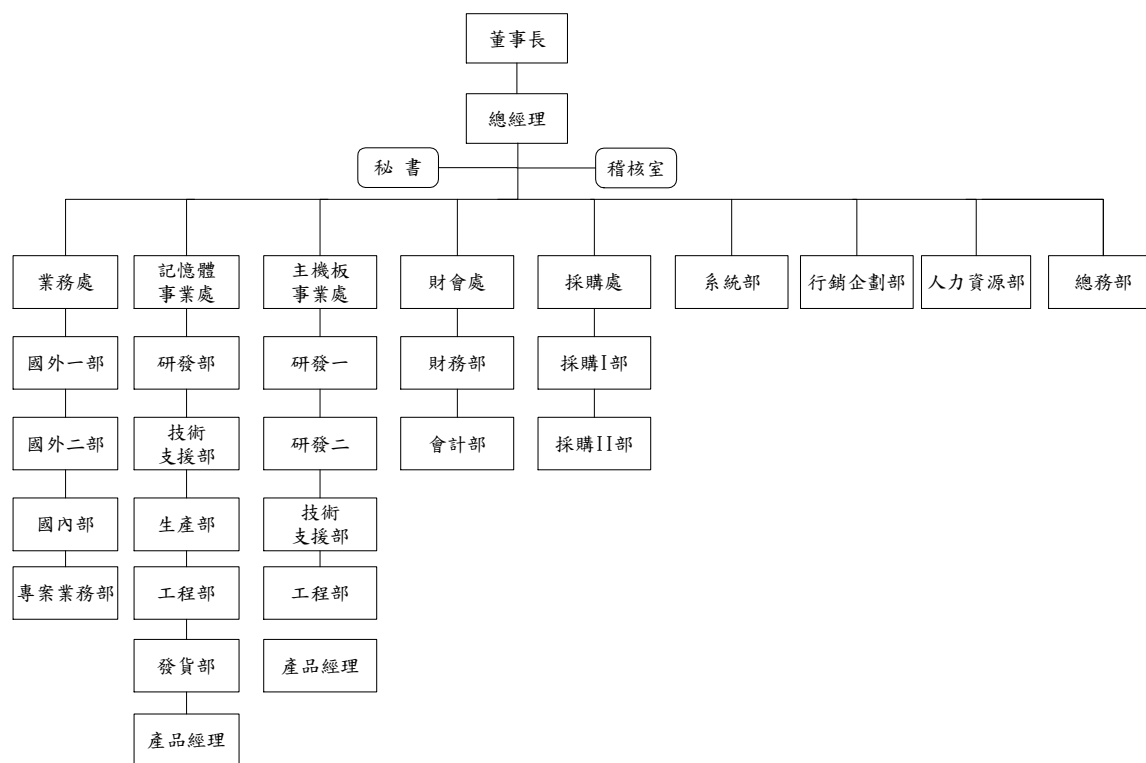 董事長
總經理
秘 書
稽核室
業務處
記憶體
事業處
主機板
事業處
財會處
採購處
系統部
行銷企劃部
人力資源部
總務部
國外一部
研發部
研發一
財務部
採購I部
國外二部
技術
支援部
研發二
會計部
採購II部
國內部
生產部
技術
支援部
專案業務部
工程部
工程部
發貨部
產品經理
產品經理